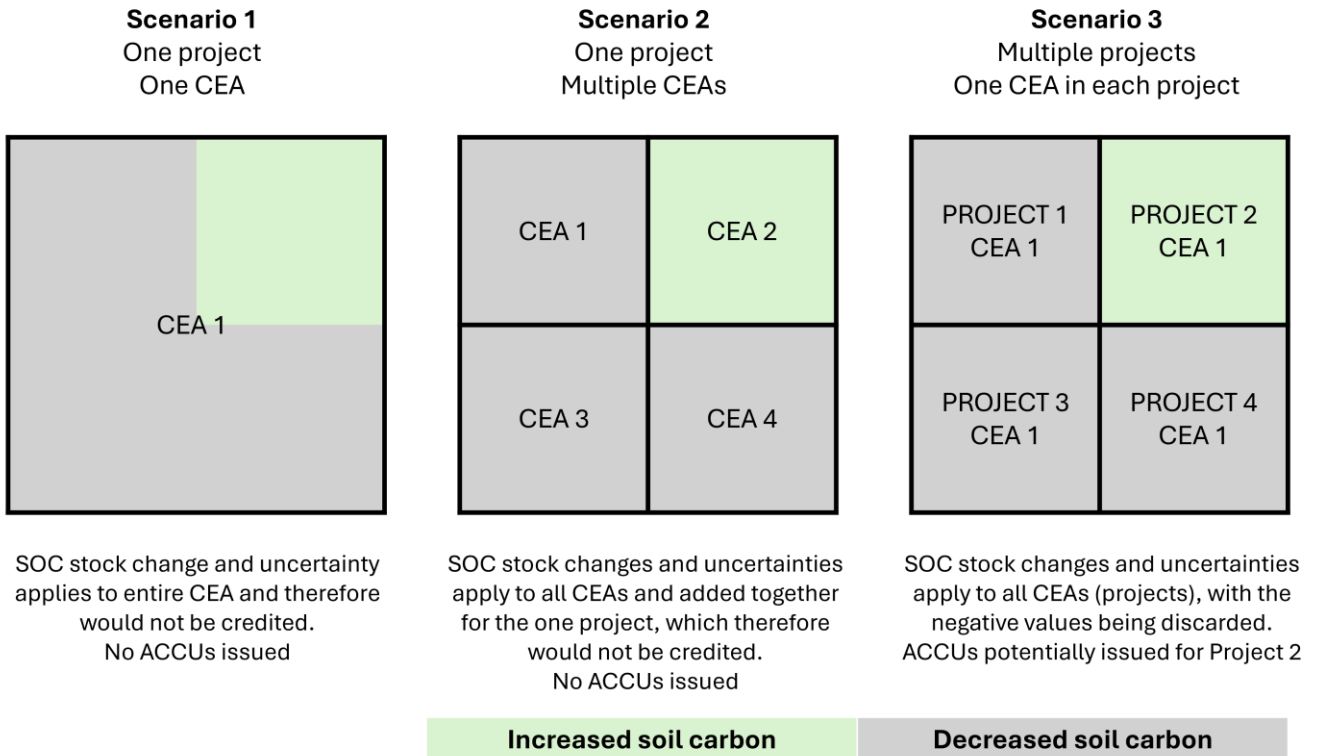 Scenario 1
One project
One CEA
Scenario 2
One project
Multiple CEAs
Scenario 3
Multiple projects
One CEA in each project
CEA 1
CEA 1
CEA 2
CEA 3
CEA 4
PROJECT 1
CEA 1
PROJECT 2
CEA 1
PROJECT 3
CEA 1
PROJECT 4
CEA 1
SOC stock change and uncertainty
applies to entire CEA and therefore
would not be credited.
No ACCUs issued
SOC stock changes and uncertainties
apply to all CEAs and added together
for the one project, which therefore
would not be credited.
No ACCUs issued
SOC stock changes and uncertainties
apply to all CEAs (projects), with the
negative values being discarded.
ACCUs potentially issued for Project 2
Increased soil carbon
Decreased soil carbon